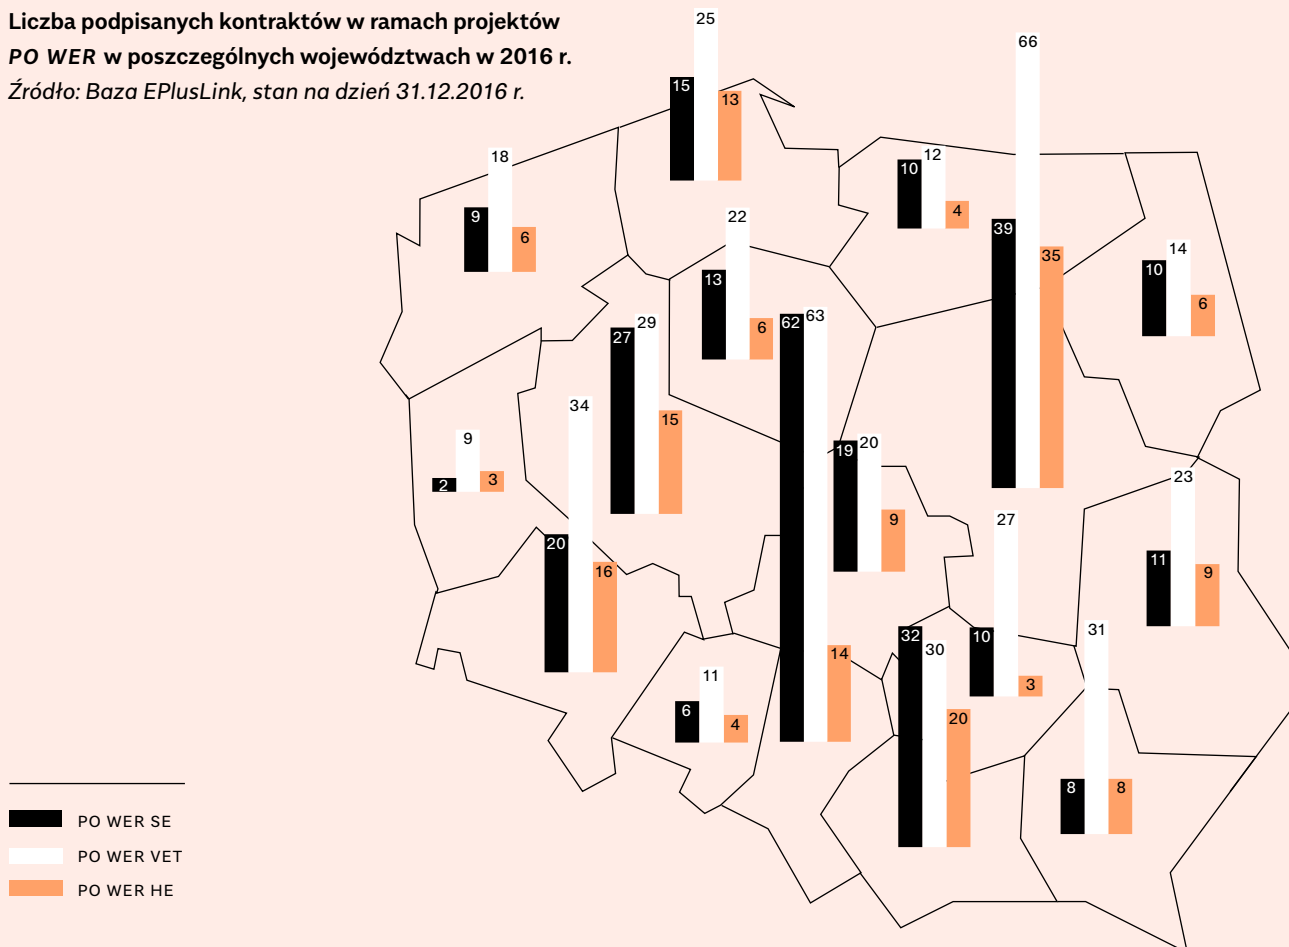 Liczba podpisanych kontraktów w ramach projektów
PO WER w poszczególnych województwach w 2016 r.
Źródło: Baza EPlusLink, stan na dzień 31.12.2016 r.
15 25 13
9 18 6
10 12 4
39 66 35
10 14 6
13 22 6
27 29 15
62 63 14
2 9 3
20 34 16
19 20 9
11 23 9
10 27 3
32 30 20
8 31 8
6 11 4
PO WER SE
PO WER VET
PO WER HE